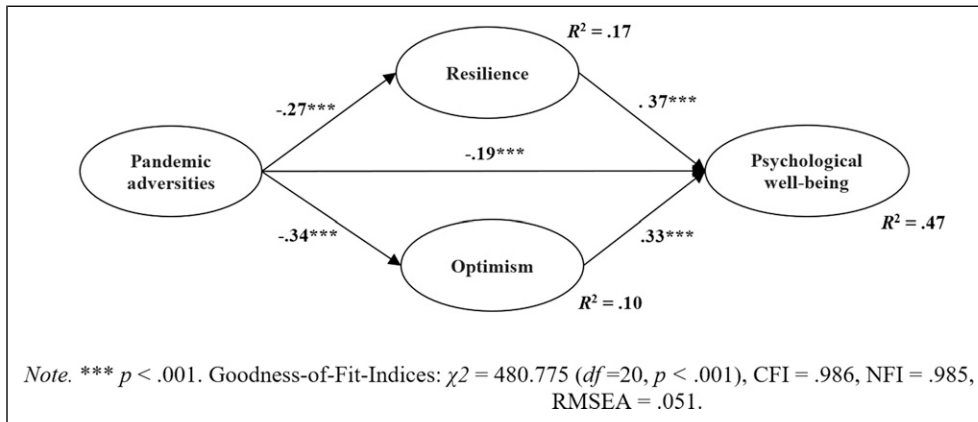 R² = .17
Resilience
-.27***
. 37***
Pandemic
adversities
-.19***
Psychological
well-being
R² = .47
-.34***
.33***
Optimism
R² = .10
Note. *** p < .001. Goodness-of-Fit-Indices: χ2 = 480.775 (df =20, p < .001), CFI = .986, NFI = .985,
RMSEA = .051.